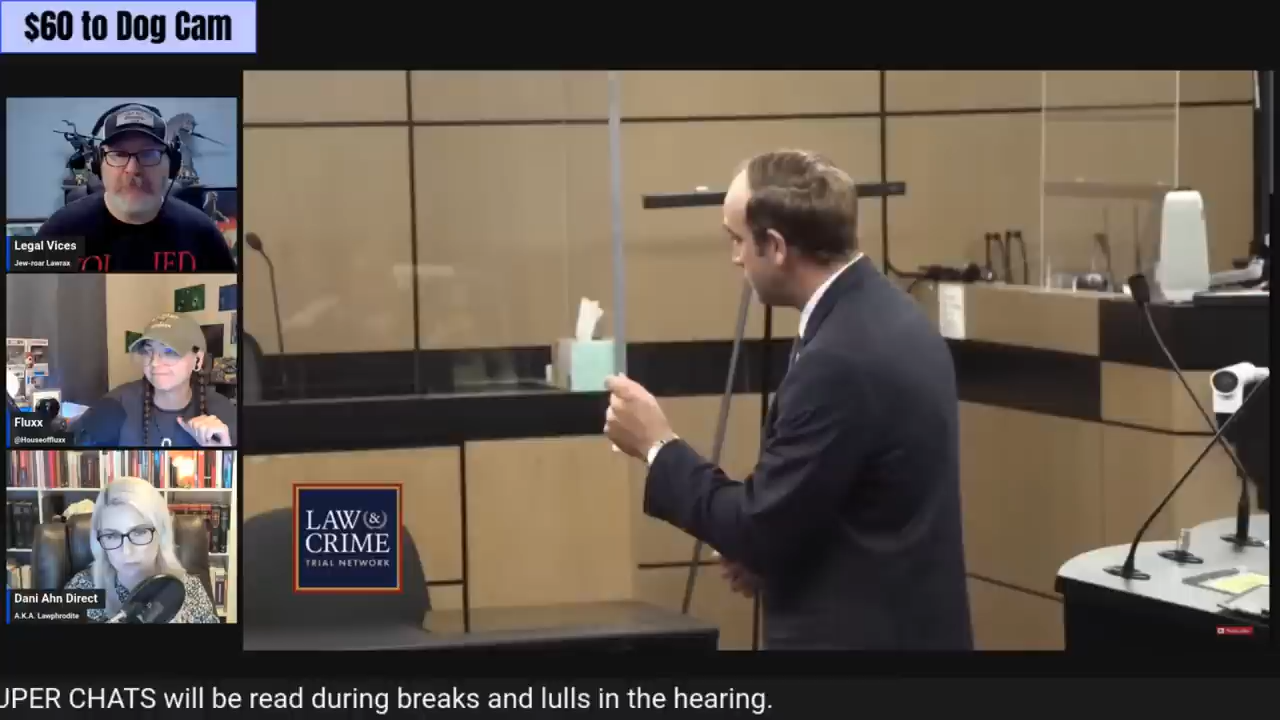 $60 to Dog Cam
Legal Vices
Jew-roar Lawrax
Fluxx
@Houseoffluxx
Dani Ahn Direct
A.K.A. Lawphrodite
LAW &
CRIME
TRIAL NETWORK
UPER CHATS will be read during breaks and lulls in the hearing.